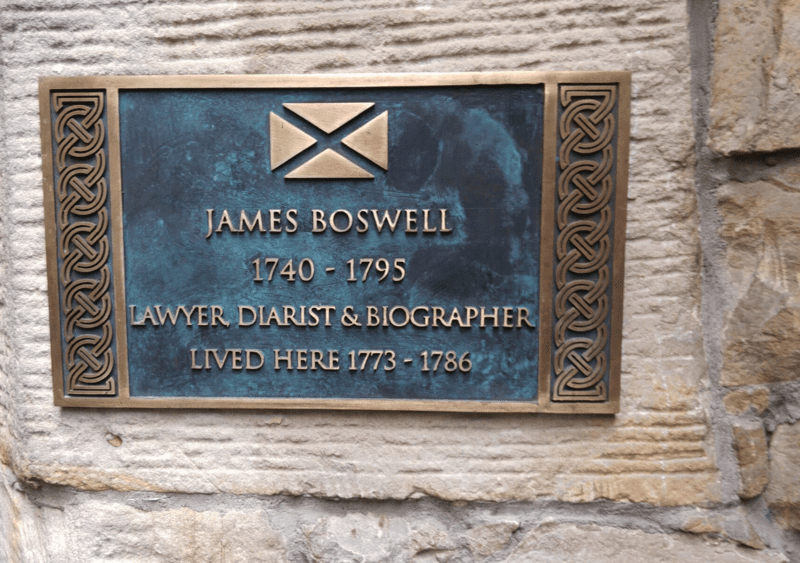 JAMES BOSWELL
1740 - 1795
LAWYER, DIARIST & BIOGRAPHER
LIVED HERE 1773 - 1786